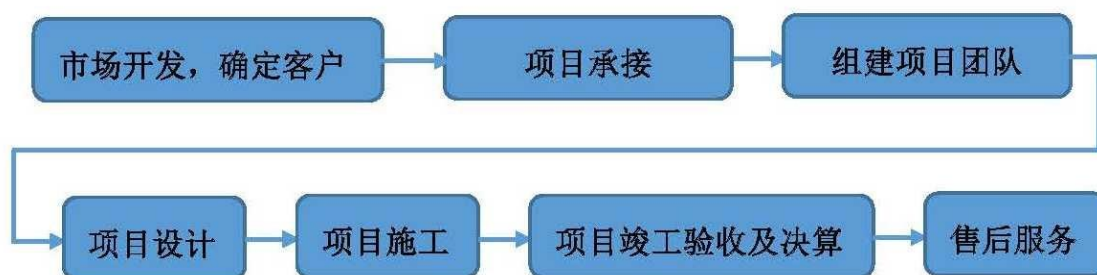 市场开发，确定客户
项目承接
组建项目团队
项目设计
项目施工
项目竣工验收及决算
售后服务